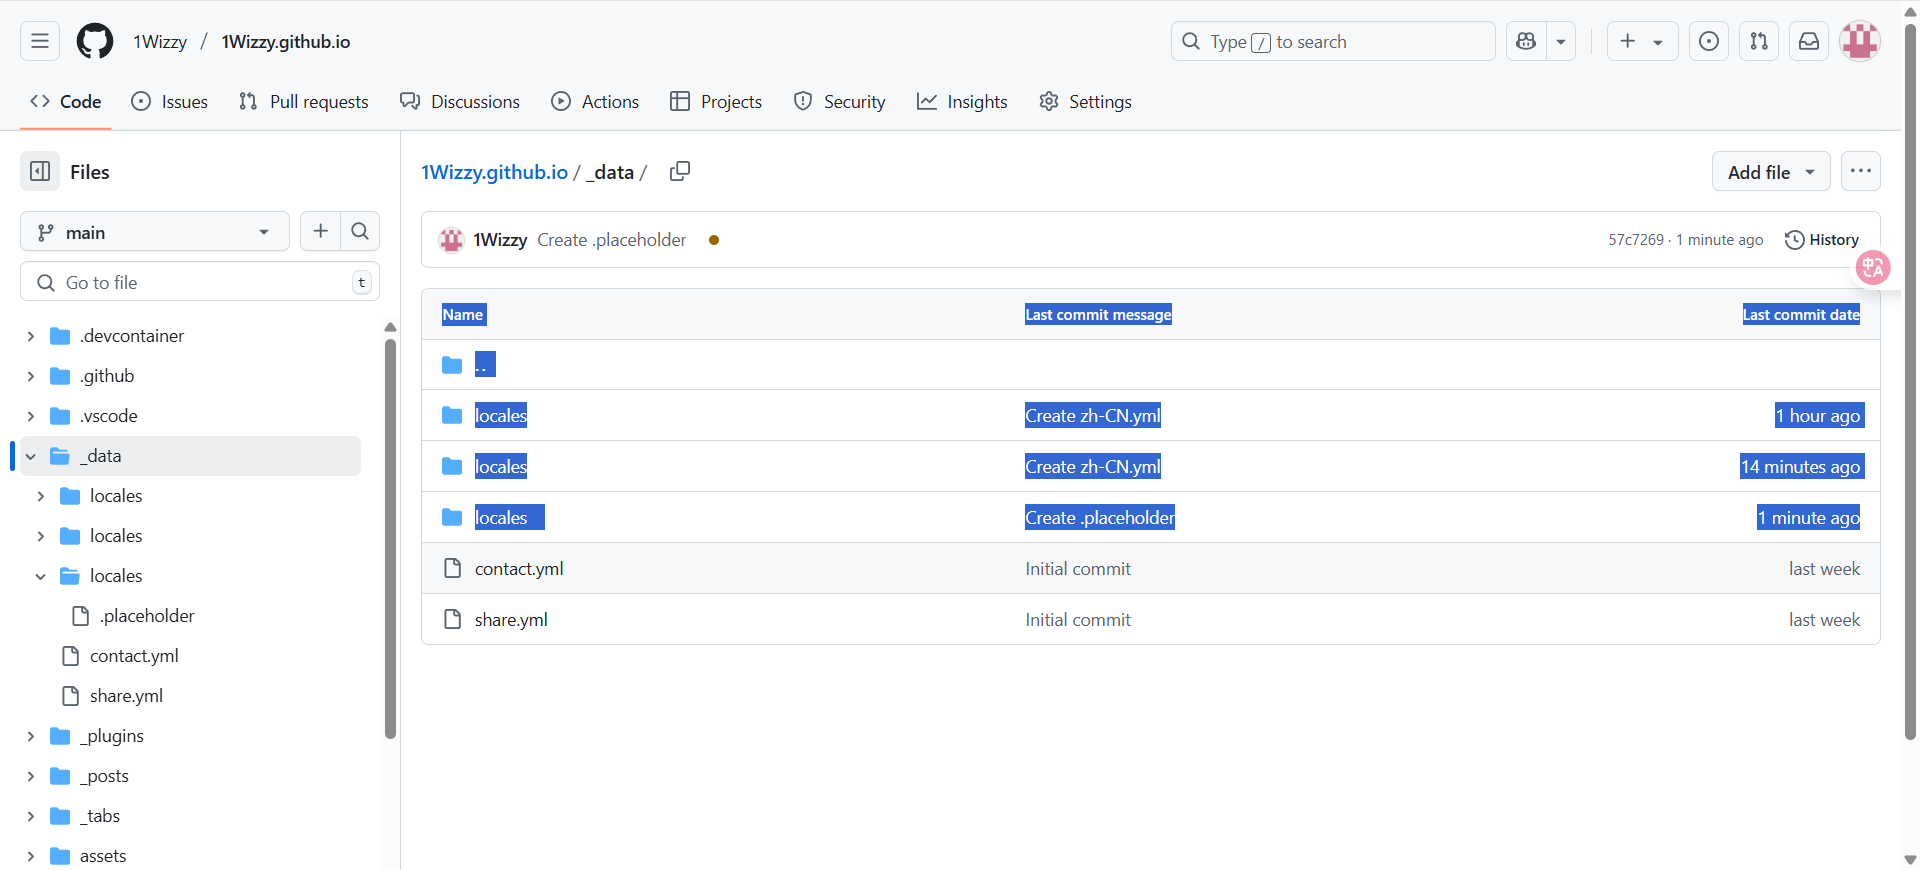 1Wizzy / 1Wizzy.github.io
Type / to search
Code Issues Pull requests Discussions Actions Projects Security Insights Settings
Files
main
Go to file t
.devcontainer
.github
.vscode
_data
locales
locales
locales
.placeholder
contact.yml
share.yml
_plugins
_posts
_tabs
assets
1Wizzy.github.io / _data /
Add file
1Wizzy Create .placeholder 57c7269 · 1 minute ago History
中A
Name Last commit message Last commit date
..
locales Create zh-CN.yml 1 hour ago
locales Create zh-CN.yml 14 minutes ago
locales Create .placeholder 1 minute ago
contact.yml Initial commit last week
share.yml Initial commit last week